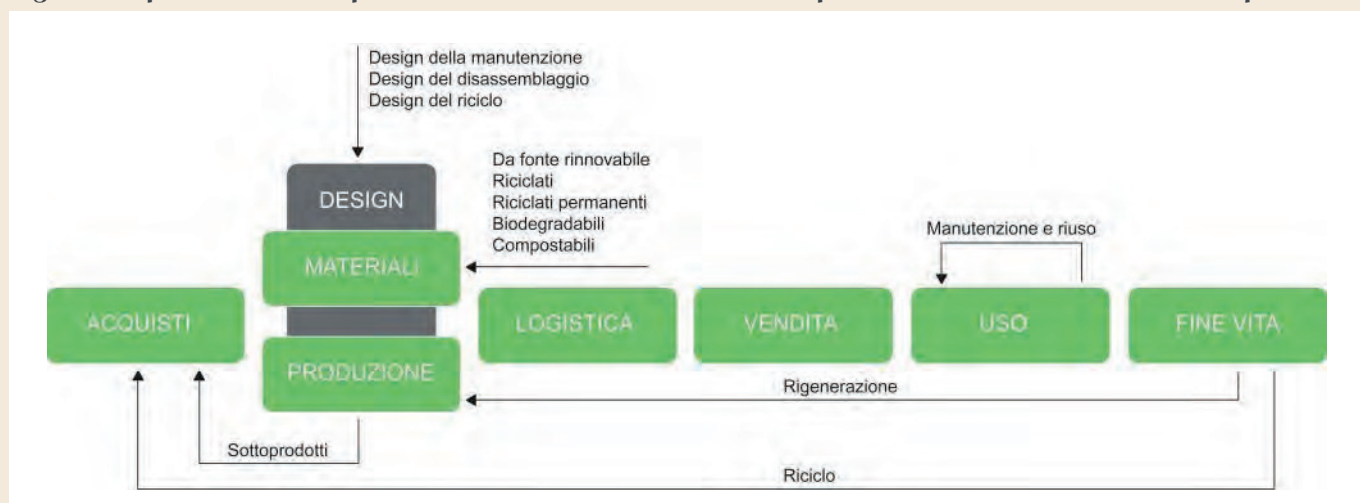 Design della manutenzione
Design del disassemblaggio
Design del riciclo
DESIGN
Da fonte rinnovabile
Riciclati
Riciclati permanenti
Biodegradabili
Compostabili
MATERIALI
Manutenzione e riuso
ACQUISTI
LOGISTICA
VENDITA
USO
FINE VITA
PRODUZIONE
Rigenerazione
Sottoprodotti
Riciclo